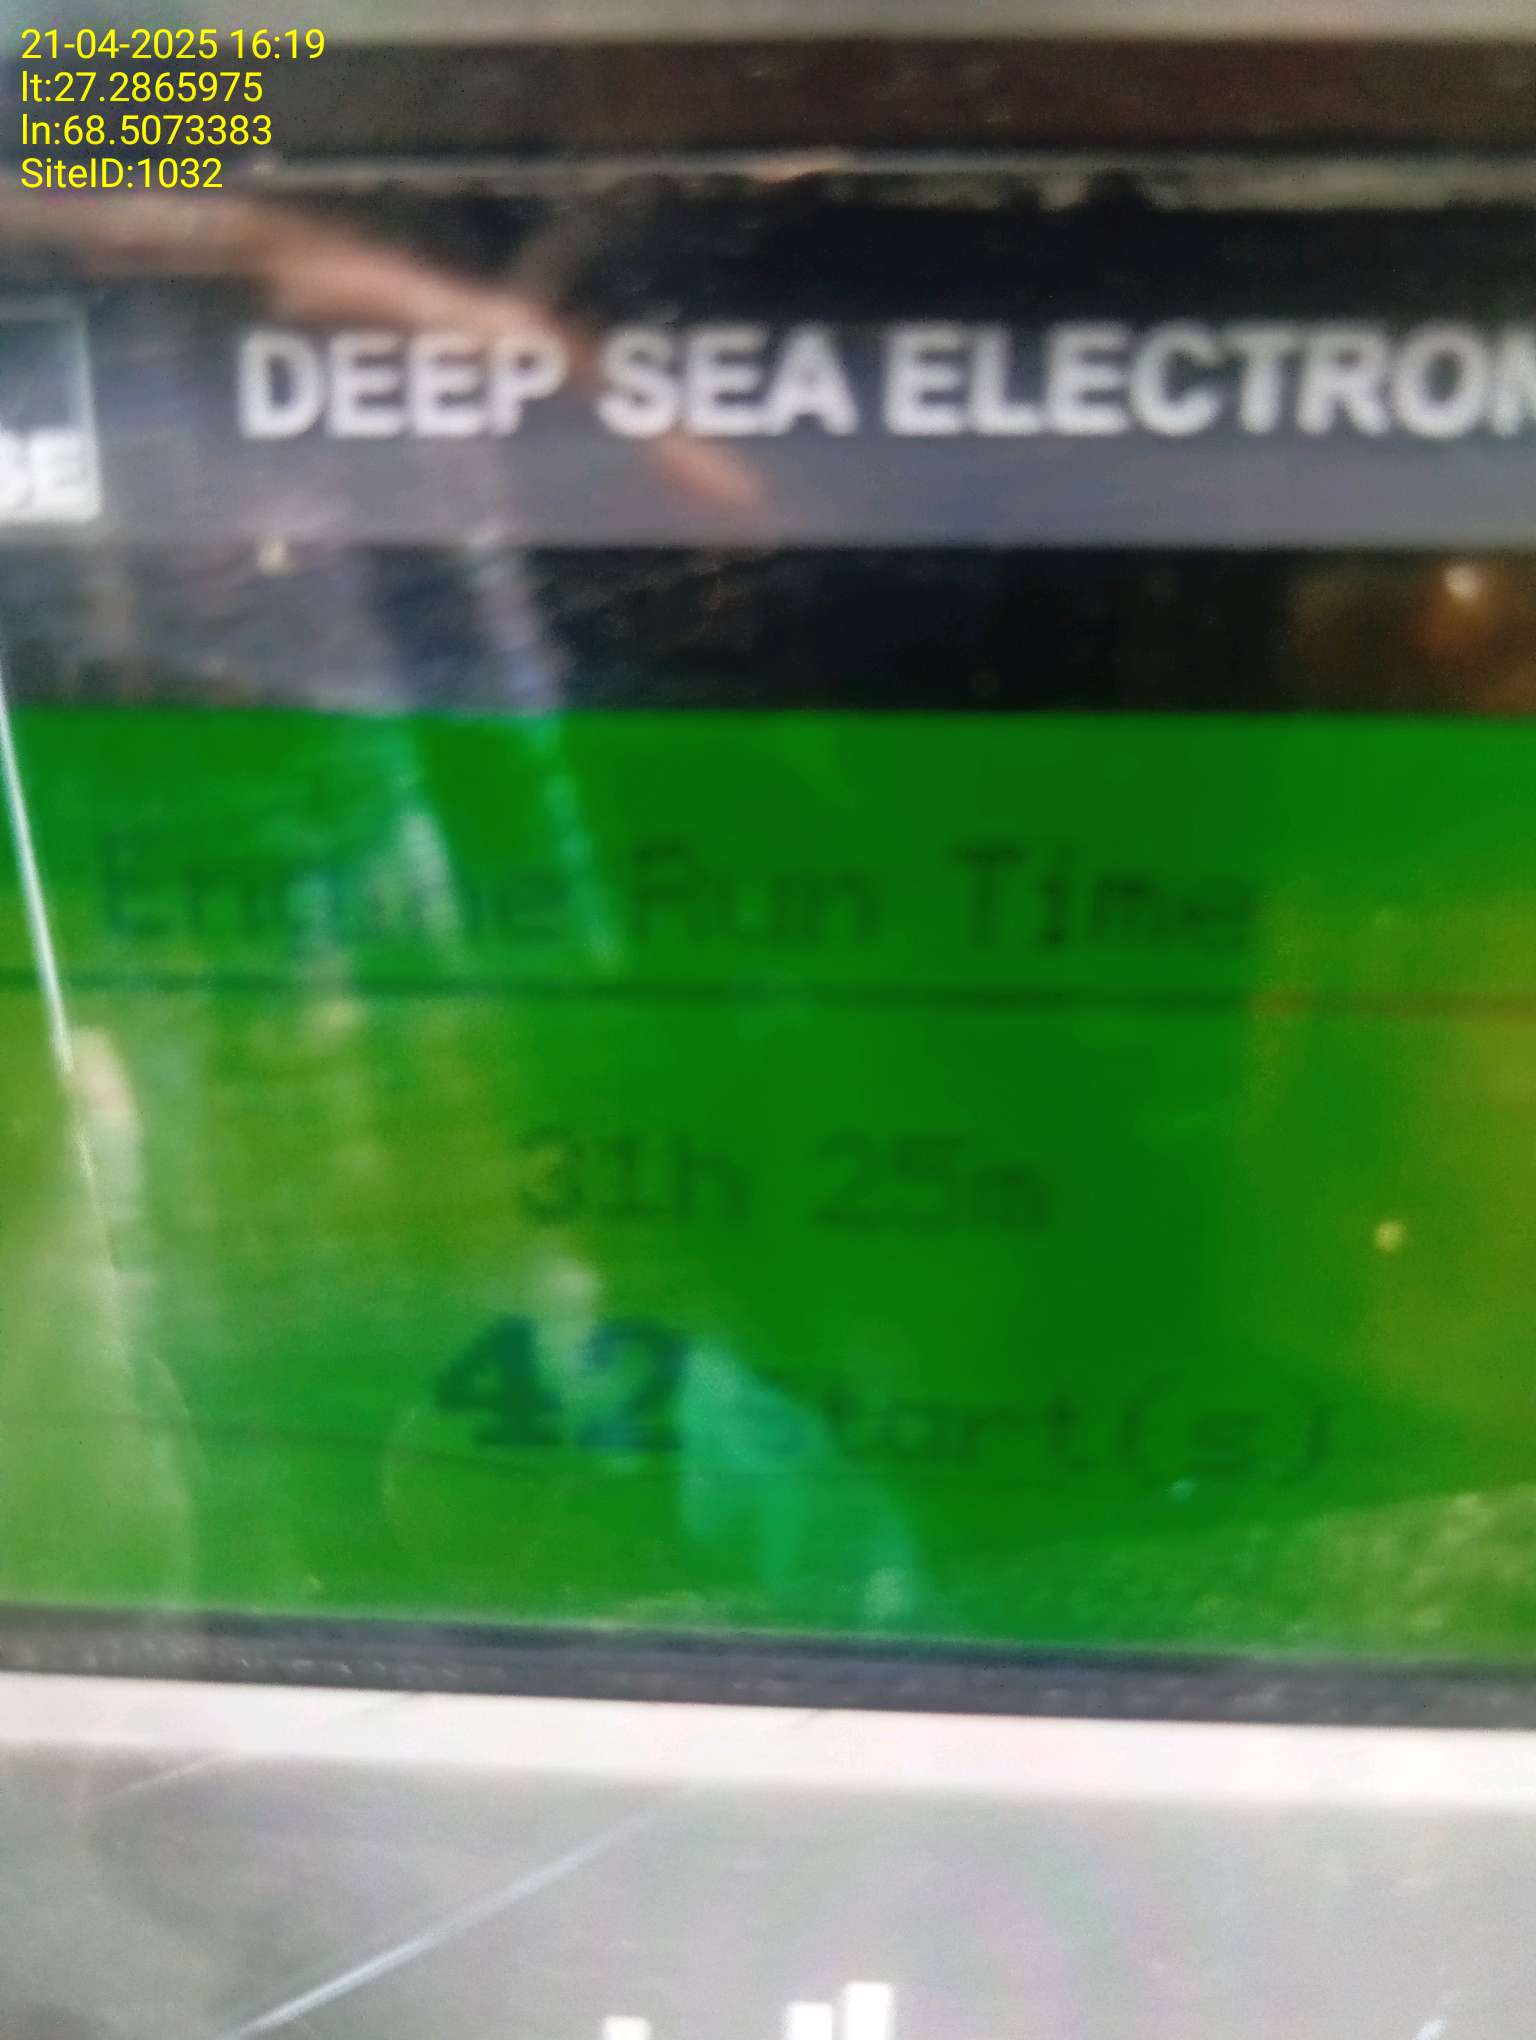 21-04-2025 16:19
lt:27.2865975
ln:68.5073383
SiteID:1032
DEEP SEA ELECTRON
SE
Engine Run Time
31h 25m
42 Start(s)